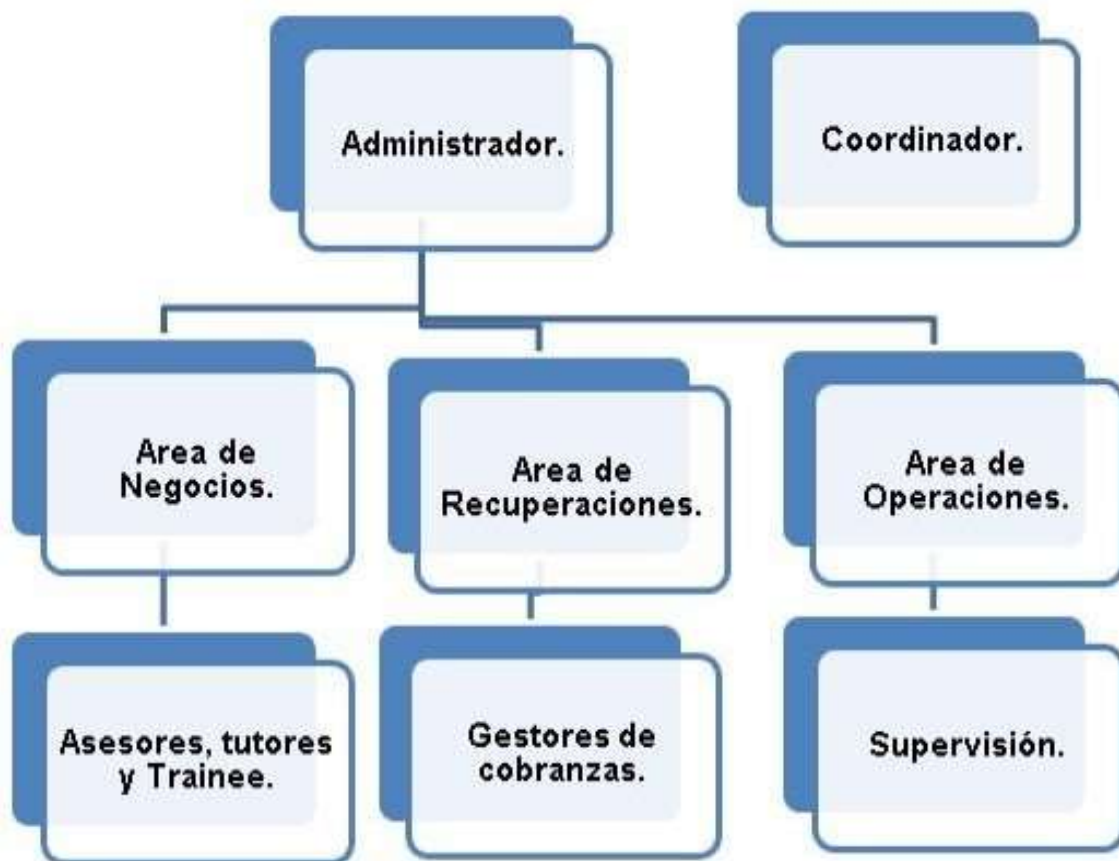 Administrador.
Coordinador.
Area de
Negocios.
Area de
Recuperaciones.
Area de
Operaciones.
Asesores, tutores
y Trainee.
Gestores de
cobranzas.
Supervisión.